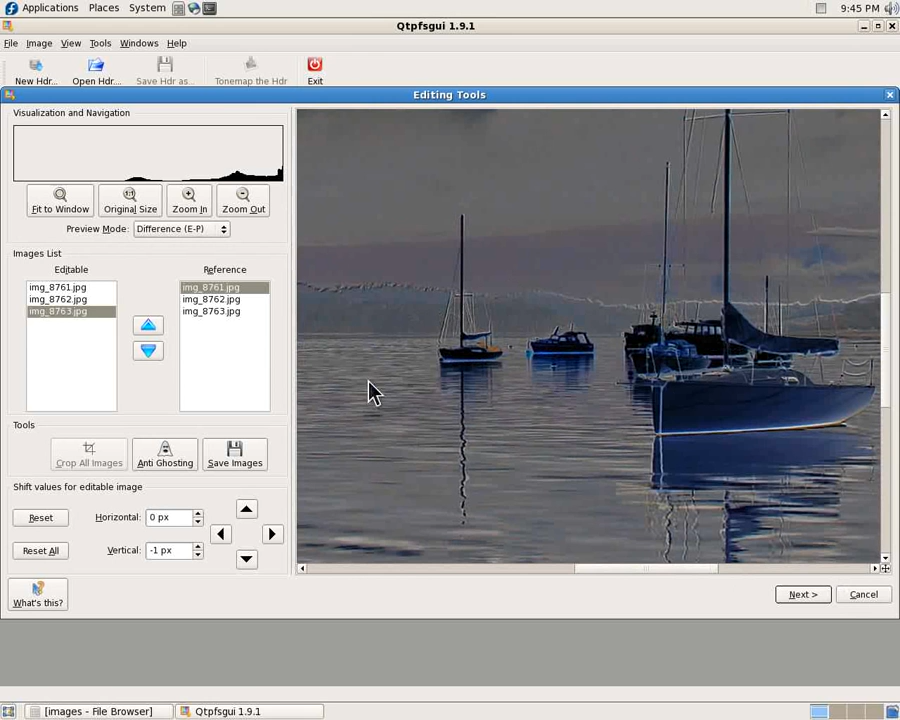 Applications Places System 9:45 PM
Qtpfsgui 1.9.1
File Image View Tools Windows Help
New Hdr... Open Hdr.... Save Hdr as... Tonemap the Hdr Exit
Editing Tools
Visualization and Navigation
Fit to Window Original Size Zoom In Zoom Out
1:1
Preview Mode: Difference (E-P)
Images List
Editable Reference
img_8761.jpg img_8761.jpg
img_8762.jpg img_8762.jpg
img_8763.jpg img_8763.jpg
Tools
Crop All Images Anti Ghosting Save Images
Shift values for editable image
Reset Horizontal: 0 px
Reset All Vertical: -1 px
What's this? Next > Cancel
[images - File Browser] Qtpfsgui 1.9.1